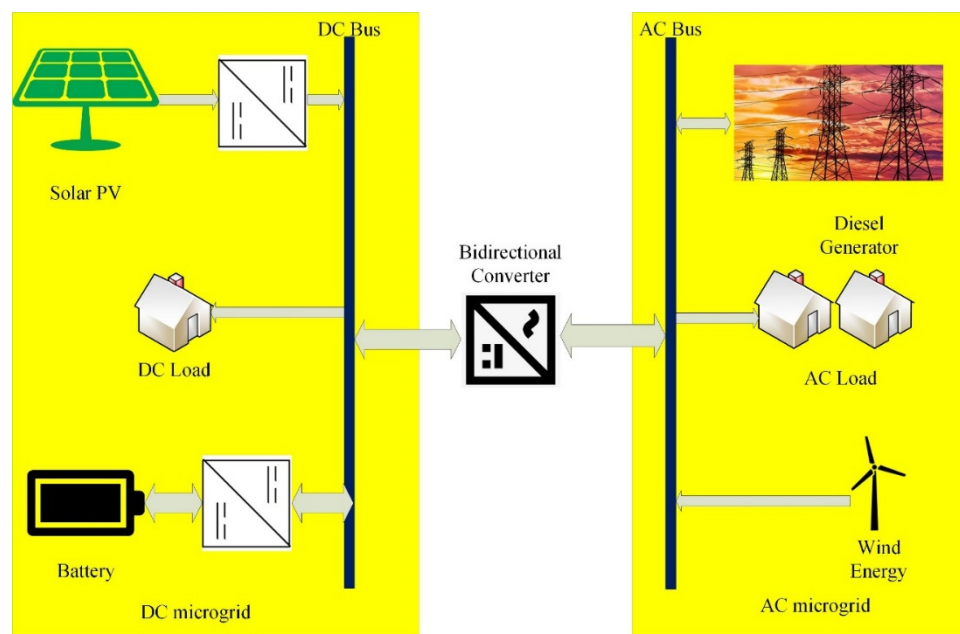 DC Bus
AC Bus
Solar PV
Diesel
Generator
Bidirectional
Converter
DC Load
AC Load
Battery
Wind
Energy
DC microgrid
AC microgrid